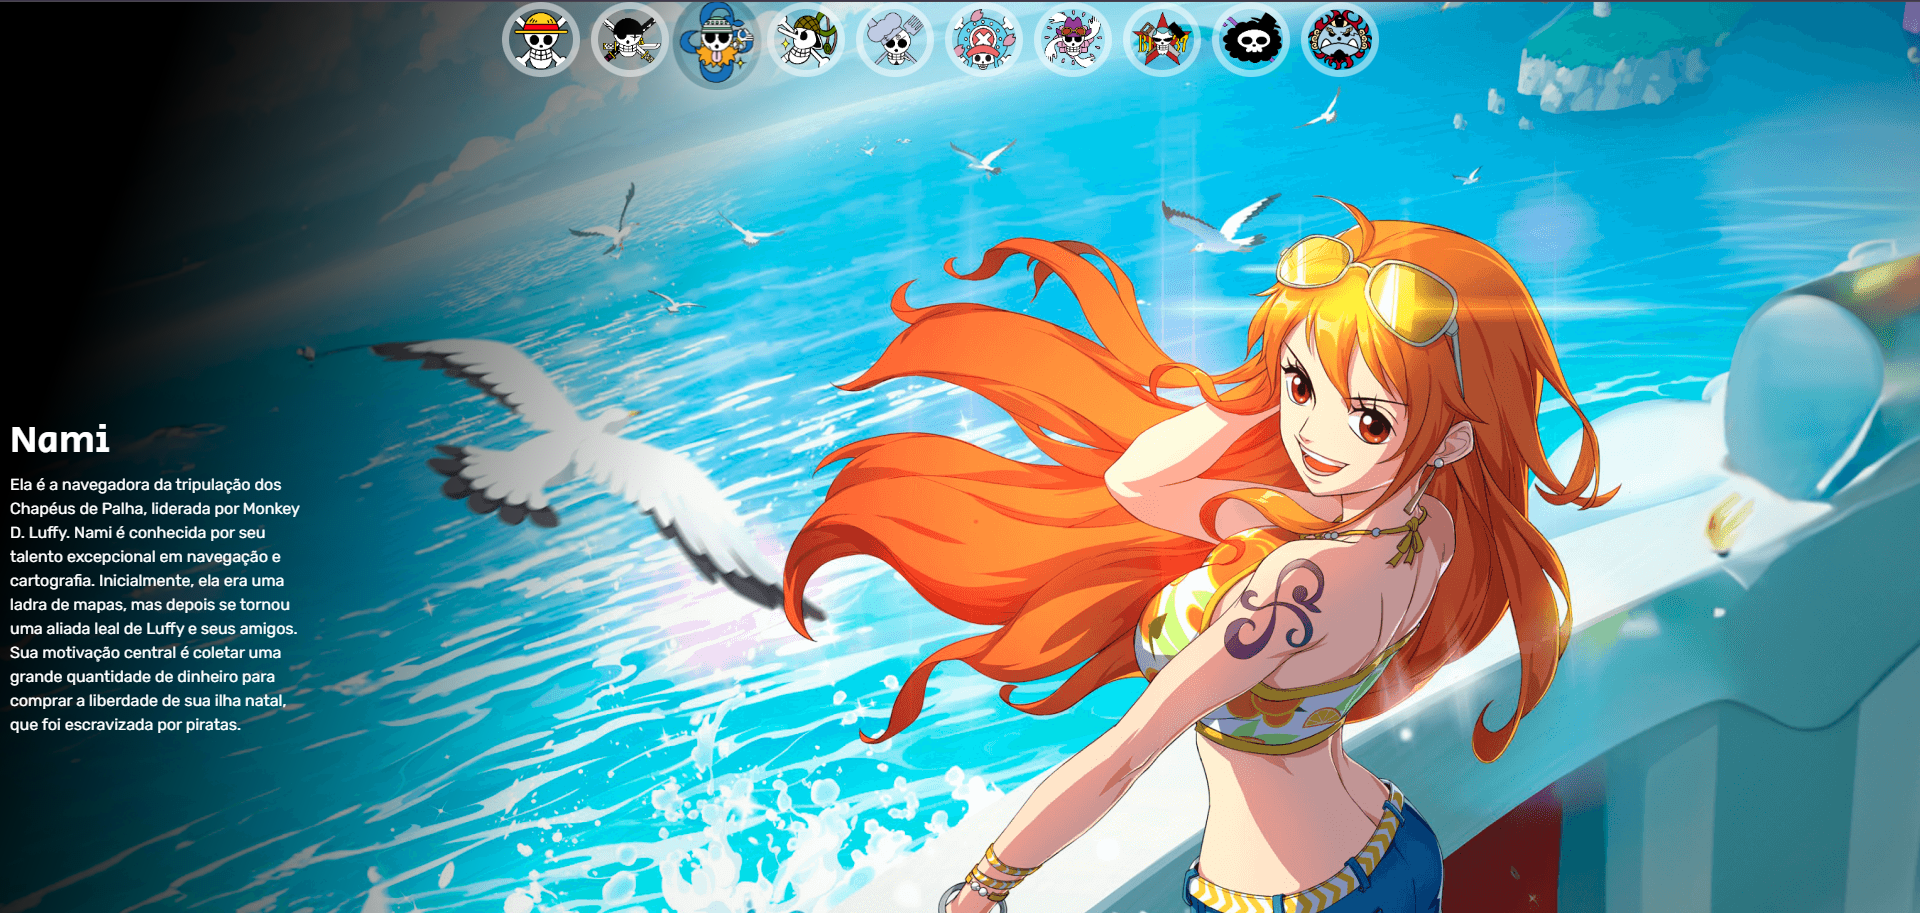 Nami
Ela é a navegadora da tripulação dos
Chapéus de Palha, liderada por Monkey
D. Luffy. Nami é conhecida por seu
talento excepcional em navegação e
cartografia. Inicialmente, ela era uma
ladra de mapas, mas depois se tornou
uma aliada leal de Luffy e seus amigos.
Sua motivação central é coletar uma
grande quantidade de dinheiro para
comprar a liberdade de sua ilha natal,
que foi escravizada por piratas.